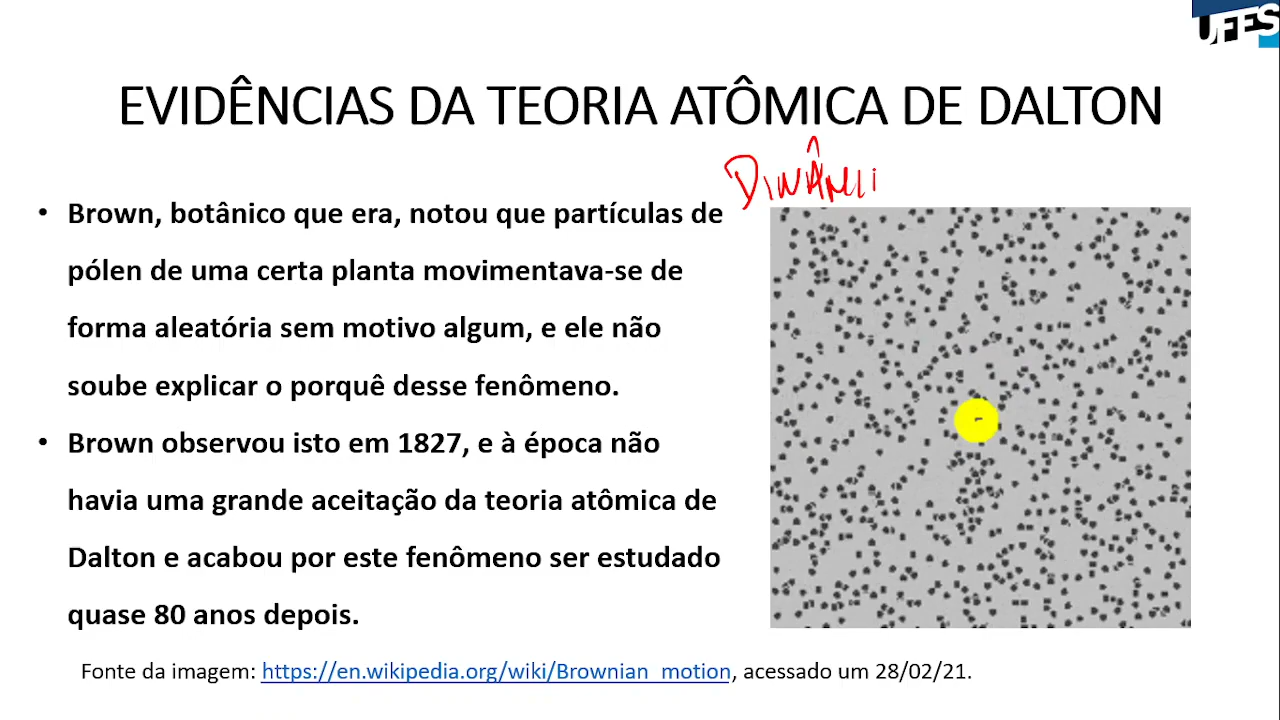 UFES
EVIDÊNCIAS DA TEORIA ATÔMICA DE DALTON
DINÂMI
• Brown, botânico que era, notou que partículas de
pólen de uma certa planta movimentava-se de
forma aleatória sem motivo algum, e ele não
soube explicar o porquê desse fenômeno.
• Brown observou isto em 1827, e à época não
havia uma grande aceitação da teoria atômica de
Dalton e acabou por este fenômeno ser estudado
quase 80 anos depois.
Fonte da imagem: https://en.wikipedia.org/wiki/Brownian_motion, acessado um 28/02/21.